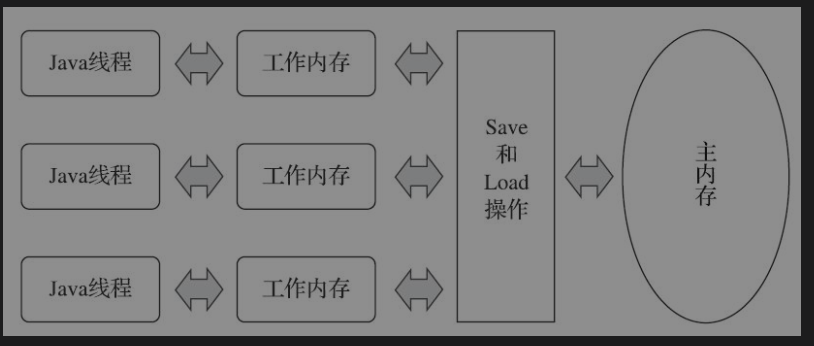 Java线程
工作内存
Java线程
工作内存
Java线程
工作内存
Save
和
Load
操作
主
内
存